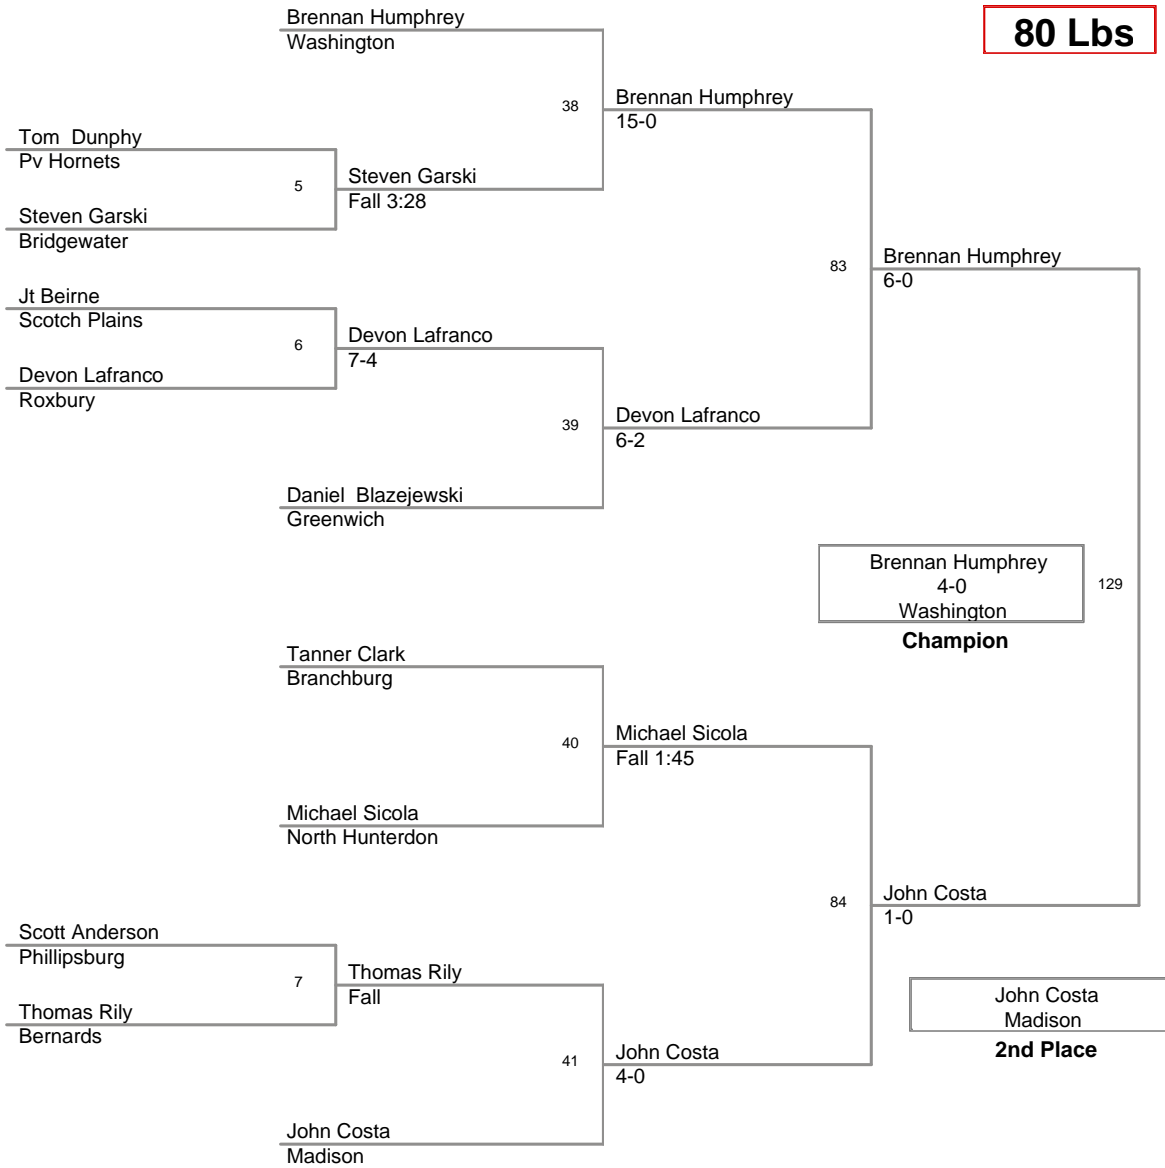 Brennan Humphrey
Washington
80 Lbs
38
Brennan Humphrey
15-0
Tom  Dunphy
Pv Hornets
5
Steven Garski
Fall 3:28
Steven Garski
Bridgewater
83
Brennan Humphrey
6-0
Jt Beirne
Scotch Plains
6
Devon Lafranco
7-4
Devon Lafranco
Roxbury
39
Devon Lafranco
6-2
Daniel  Blazejewski
Greenwich
Brennan Humphrey
4-0
Washington
129
Champion
Tanner Clark
Branchburg
40
Michael Sicola
Fall 1:45
Michael Sicola
North Hunterdon
84
John Costa
1-0
Scott Anderson
Phillipsburg
7
Thomas Rily
Fall
Thomas Rily
Bernards
John Costa
Madison
2nd Place
41
John Costa
4-0
John Costa
Madison